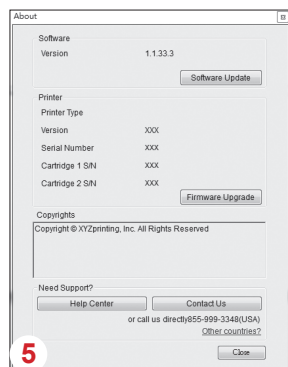 About
Software
Version 1.1.33.3
Software Update
Printer
Printer Type
Version XXX
Serial Number XXX
Cartridge 1 S/N XXX
Cartridge 2 S/N XXX
Firmware Upgrade
Copyrights
Copyright © XYZprinting, Inc. All Rights Reserved
Need Support?
Help Center Contact Us
or call us directly855-999-3348(USA)
Other countries?
Close
5